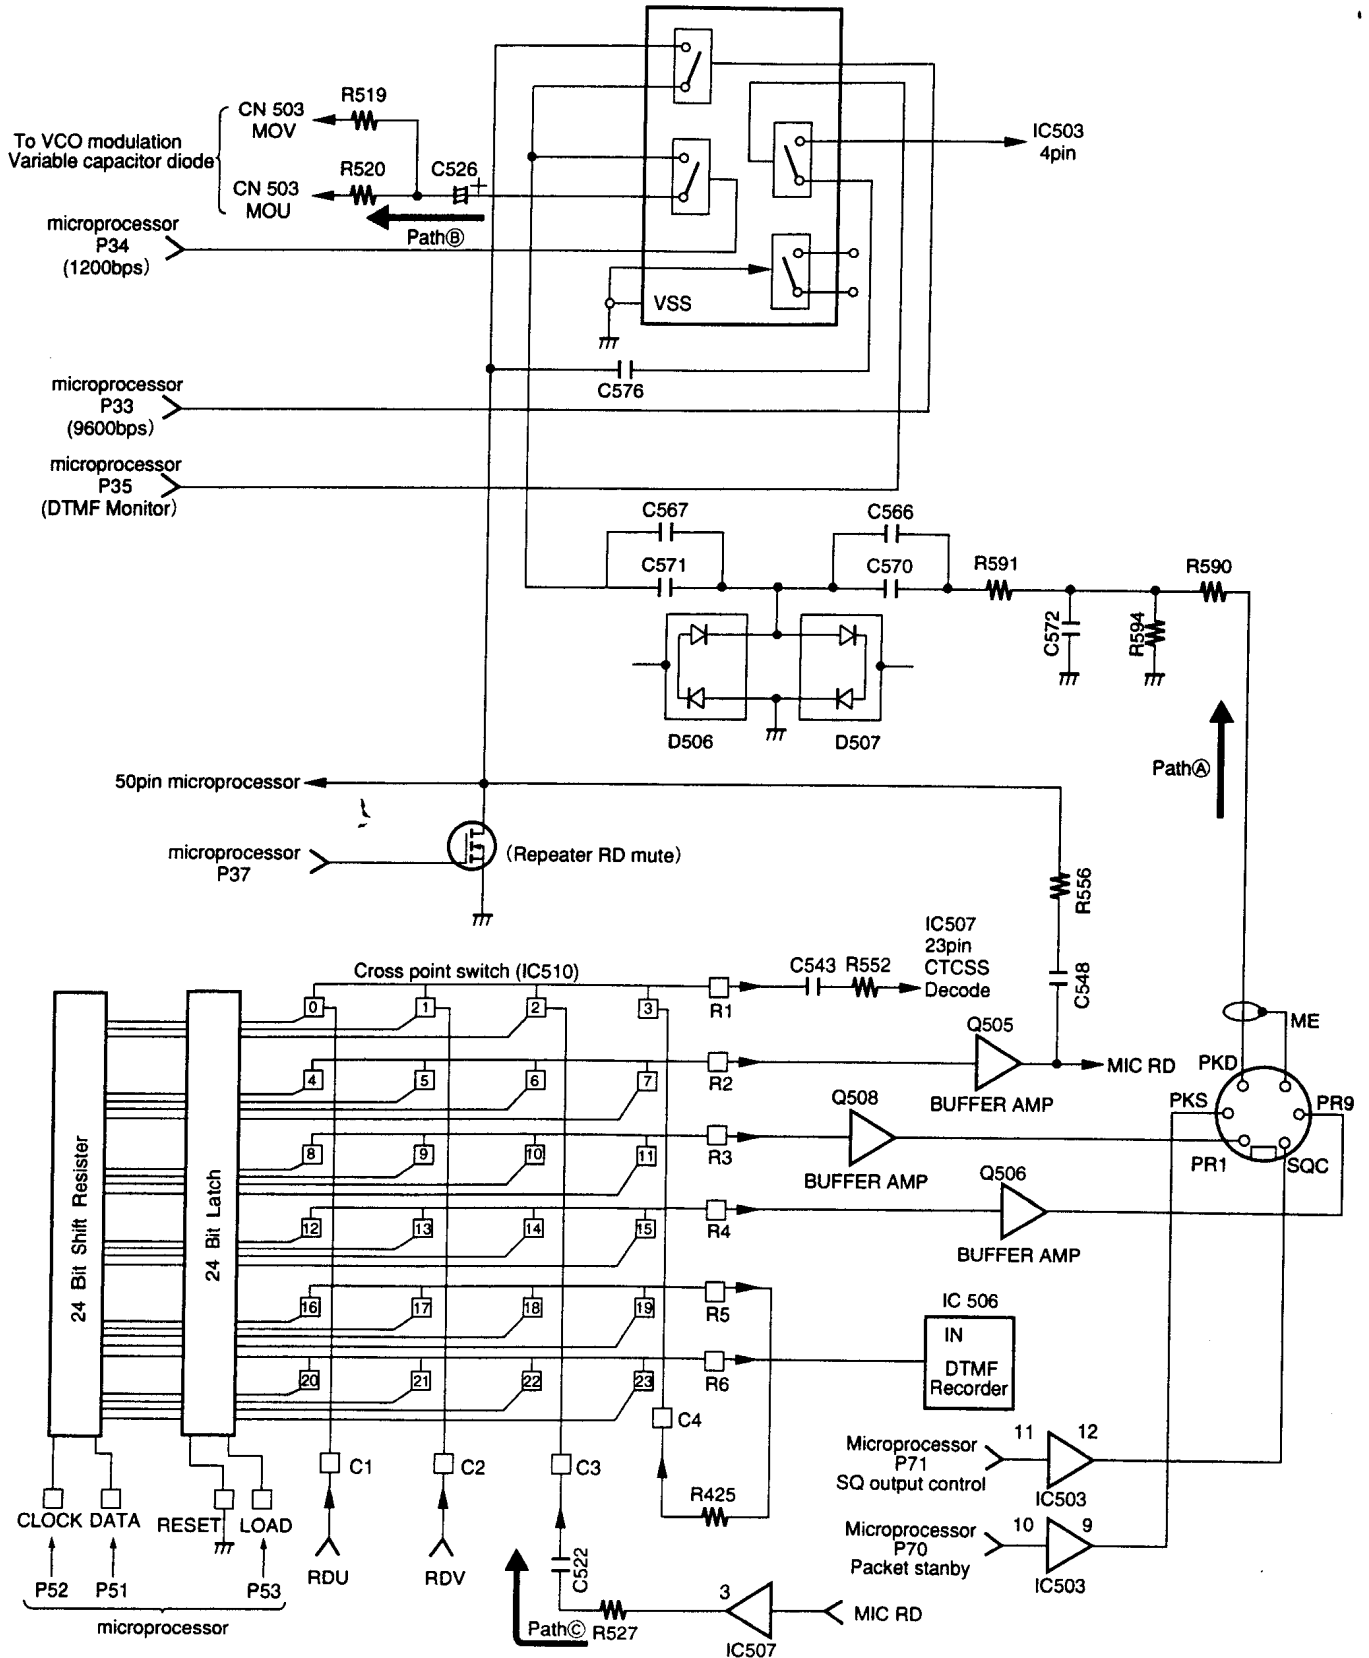 To VCO modulation
Variable capacitor diode
CN 503
MOV
R519
CN 503
MOU
R520
C526
+
PathⒷ
microprocessor
P34
(1200bps)
IC503
4pin
VSS
C576
microprocessor
P33
(9600bps)
microprocessor
P35
(DTMF Monitor)
C567
C571
C566
C570
R591
R590
C572
R594
D506
D507
PathⒶ
50pin microprocessor
microprocessor
P37
(Repeater RD mute)
R556
C548
IC507
23pin
CTCSS
Decode
C543
R552
Cross point switch (IC510)
24 Bit Shift Resister
24 Bit Latch
0
1
2
3
R1
4
5
6
7
R2
8
9
10
11
R3
12
13
14
15
R4
16
17
18
19
R5
20
21
22
23
R6
Q505
BUFFER AMP
MIC RD
Q508
BUFFER AMP
Q506
BUFFER AMP
ME
PKD
PKS
PR9
PR1
SQC
IC 506
IN
DTMF
Recorder
C1
C2
C3
C4
R425
CLOCK
DATA
RESET
LOAD
P52
P51
P53
microprocessor
RDU
RDV
C522
PathⒸ
R527
3
IC507
MIC RD
Microprocessor
P71
SQ output control
11
12
IC503
Microprocessor
P70
Packet stanby
10
9
IC503